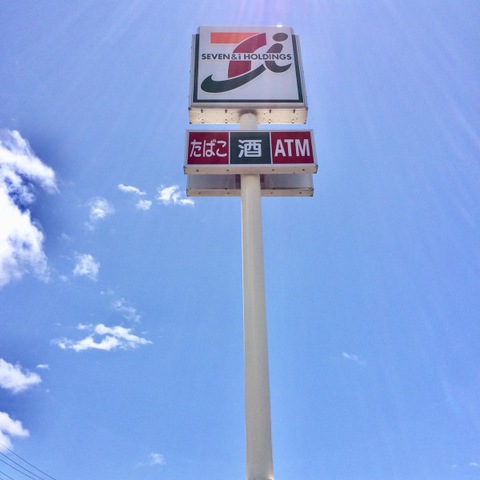 SEVEN & i HOLDINGS
たばこ 酒 ATM